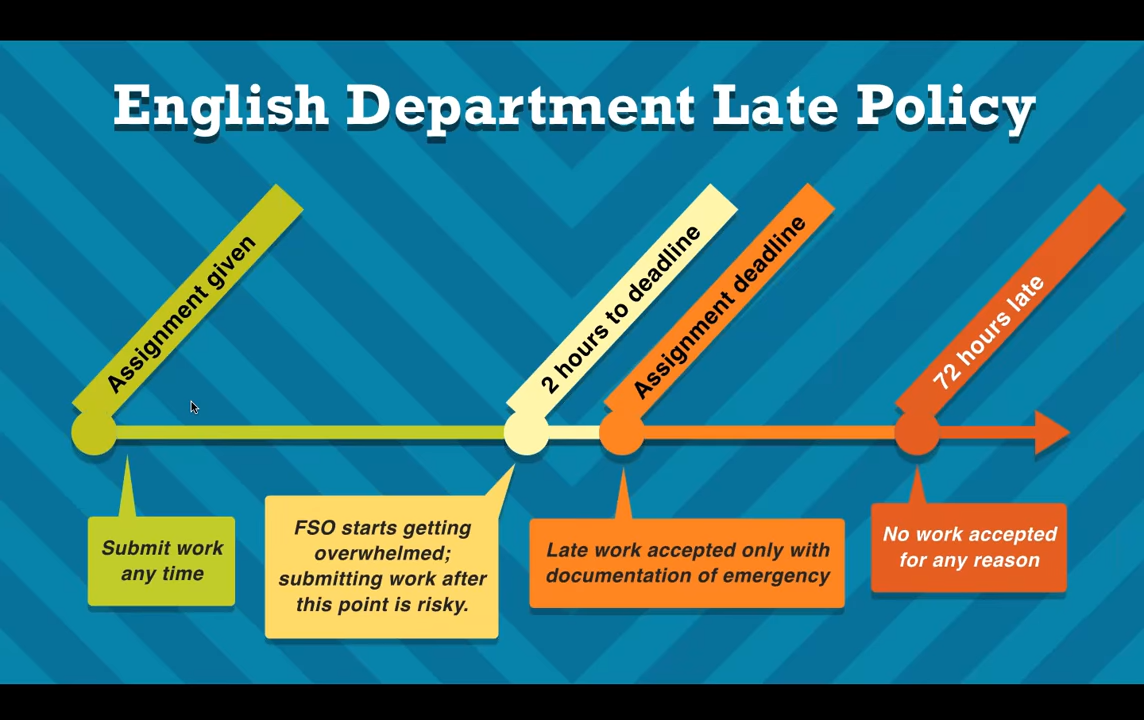 English Department Late Policy
Assignment given
2 hours to deadline
Assignment deadline
72 hours late
Submit work
any time
FSO starts getting
overwhelmed;
submitting work after
this point is risky.
Late work accepted only with
documentation of emergency
No work accepted
for any reason